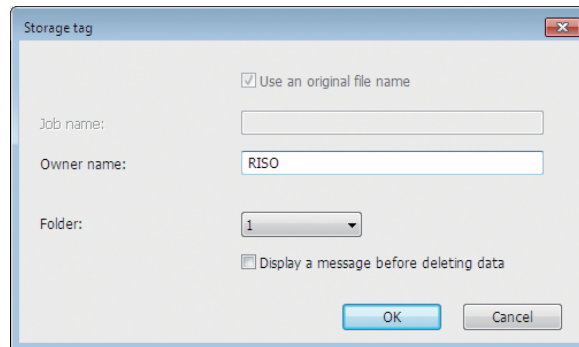 Storage tag
Use an original file name
Job name:
Owner name: RISO
Folder: 1
Display a message before deleting data
OK Cancel